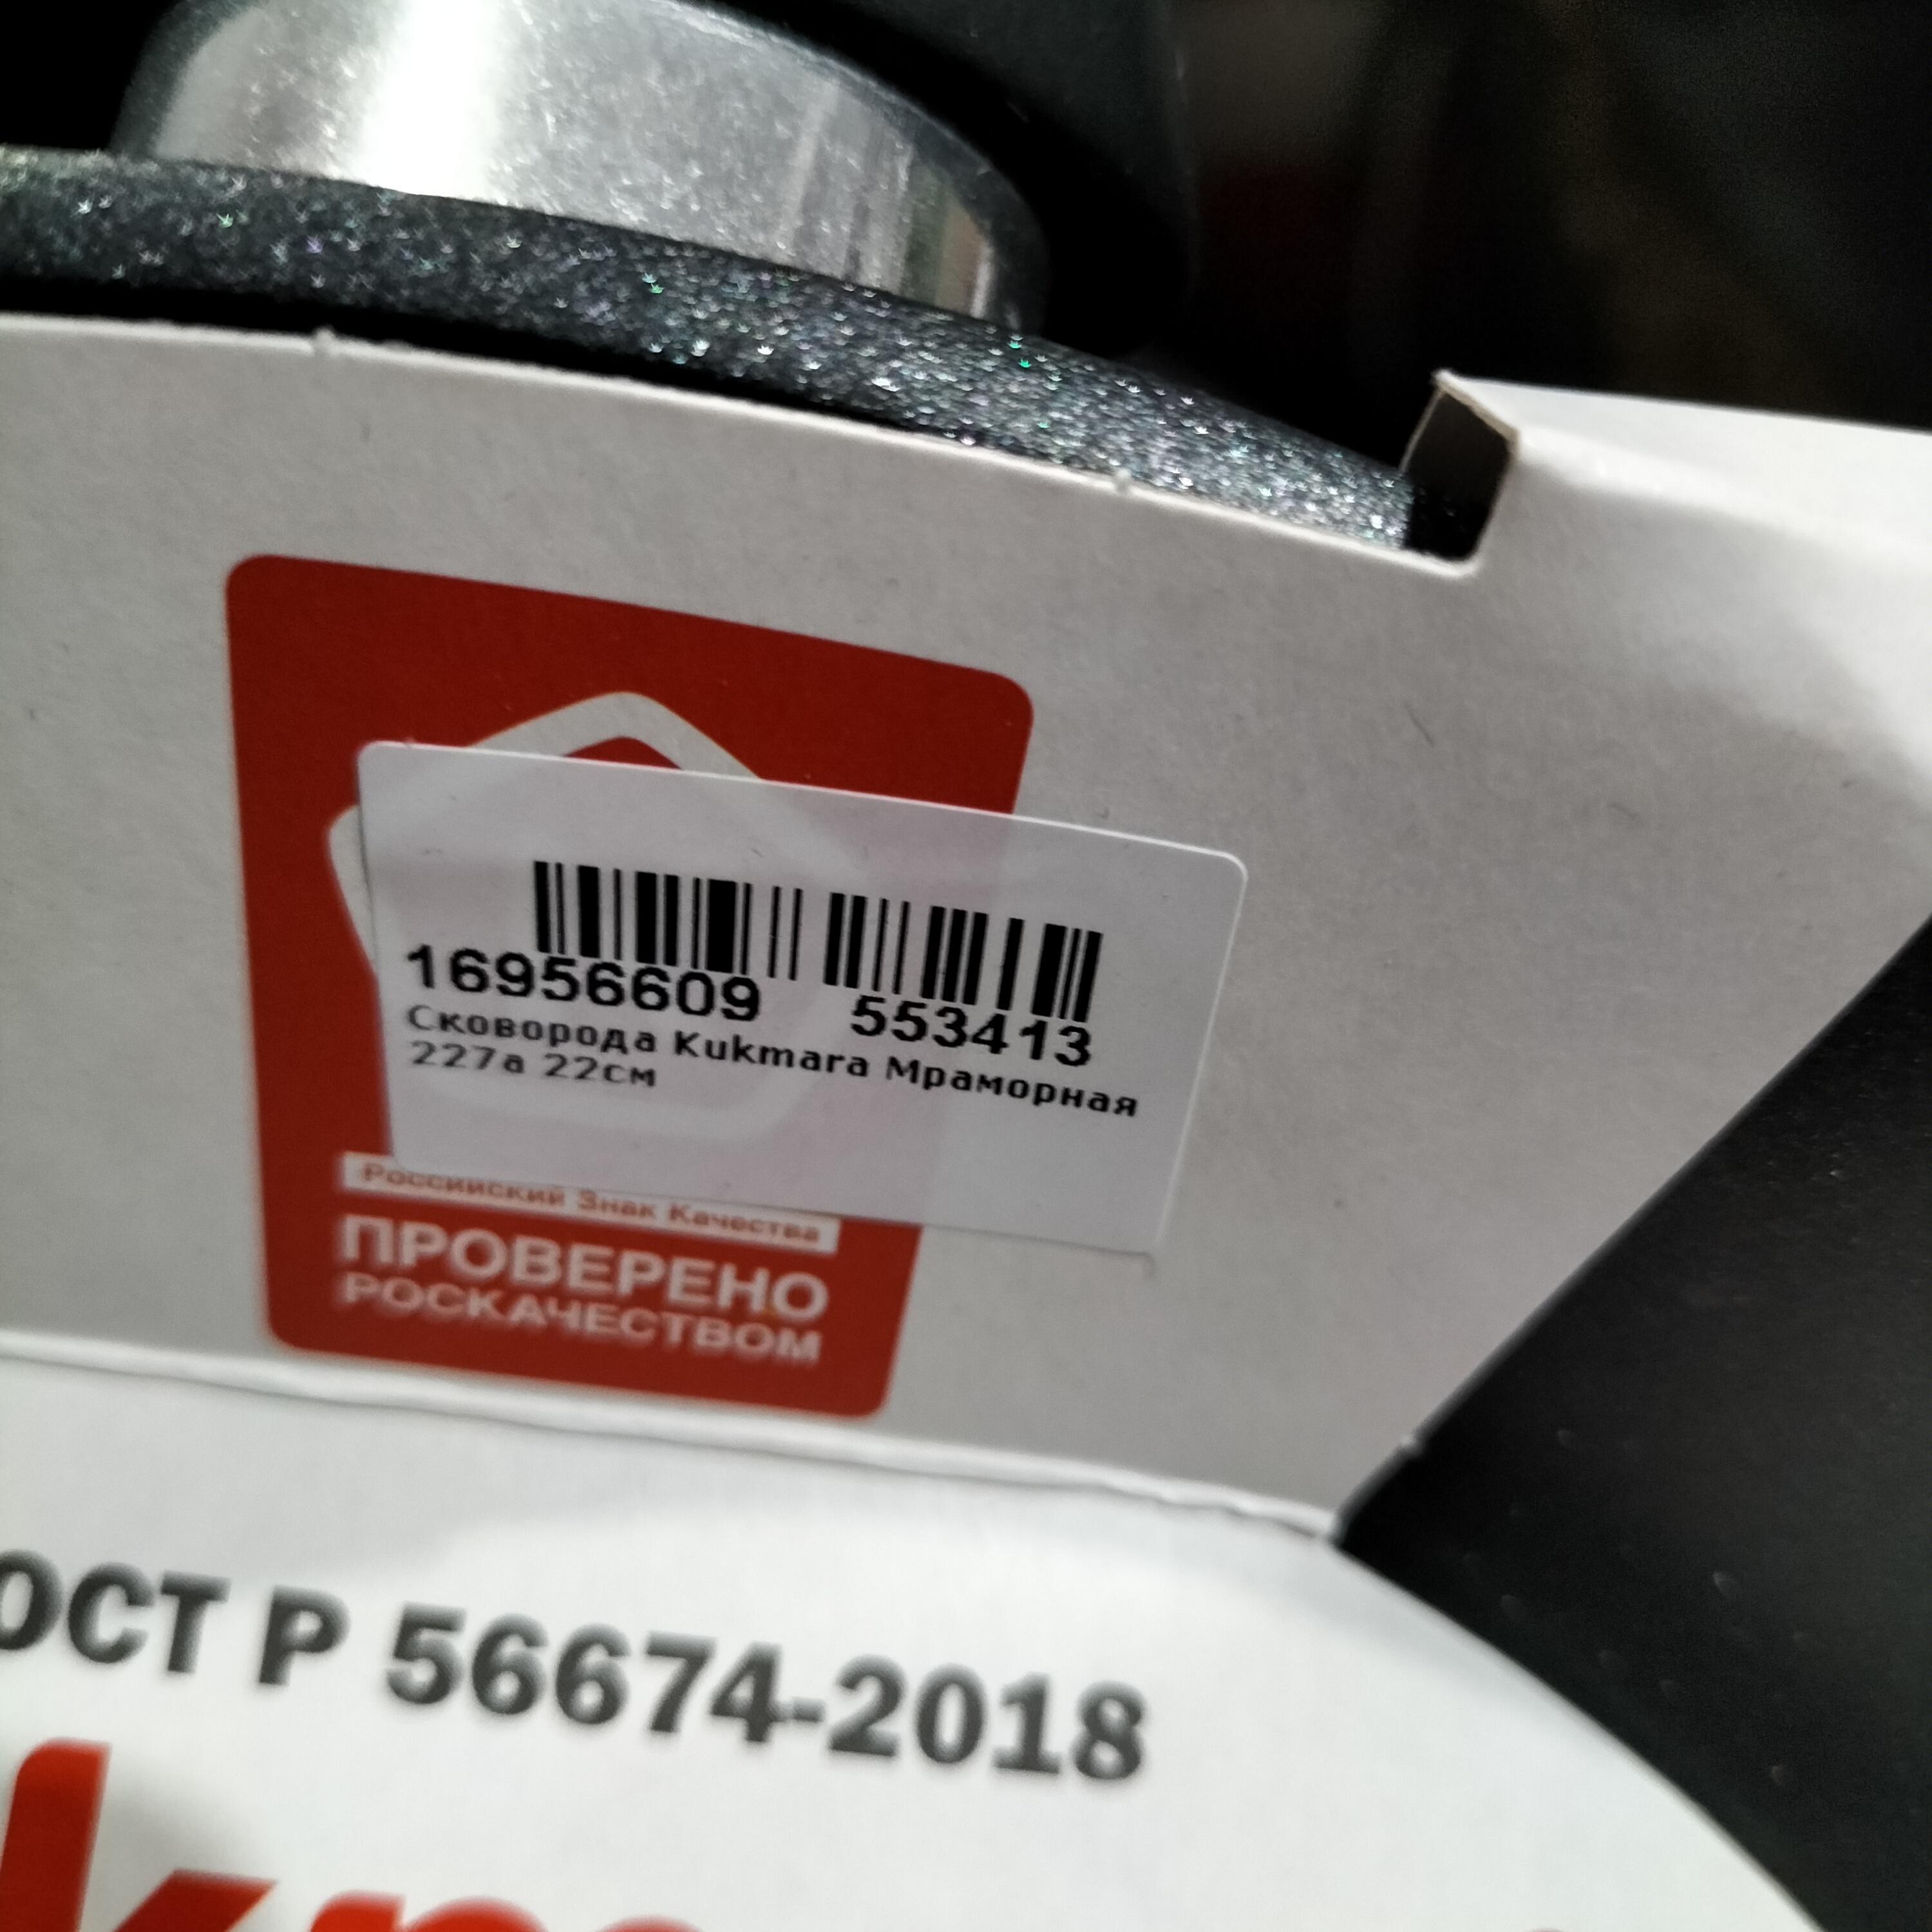 16956609 553413
Сковорода Kukmara Мраморная
227а 22см
Российский Знак Качества
ПРОВЕРЕНО
РОСКАЧЕСТВОМ
ОСТ Р 56674-2018